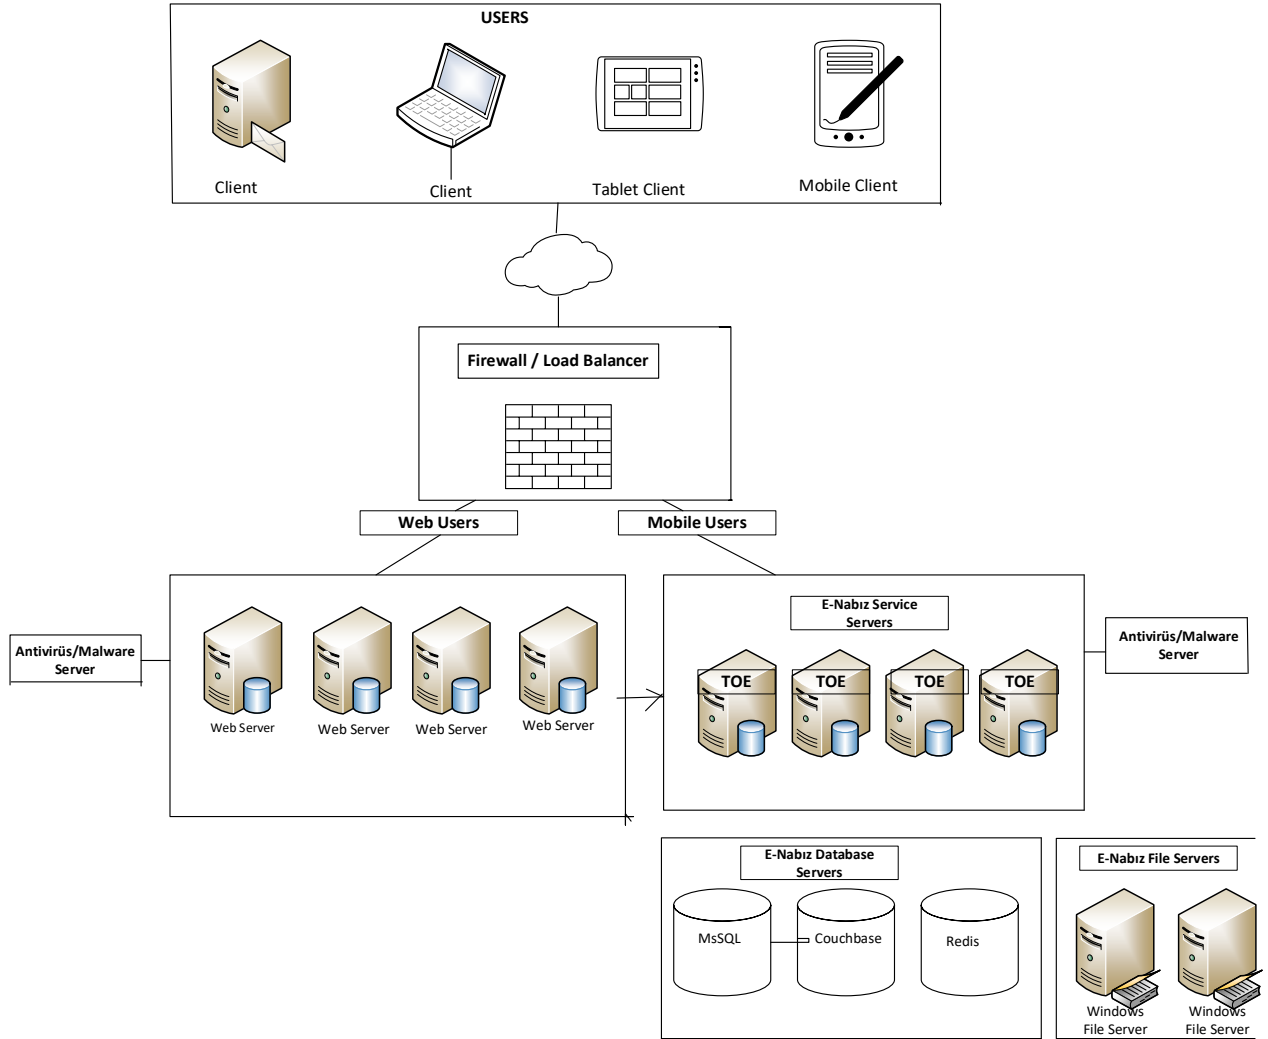 USERS
Client
Client
Tablet Client
Mobile Client
Firewall / Load Balancer
Web Users
Mobile Users
Antivirüs/Malware
Server
Web Server
Web Server
Web Server
Web Server
E-Nabız Service
Servers
TOE
TOE
TOE
TOE
Antivirüs/Malware
Server
E-Nabız Database
Servers
MsSQL
Couchbase
Redis
E-Nabız File Servers
Windows
File Server
Windows
File Server